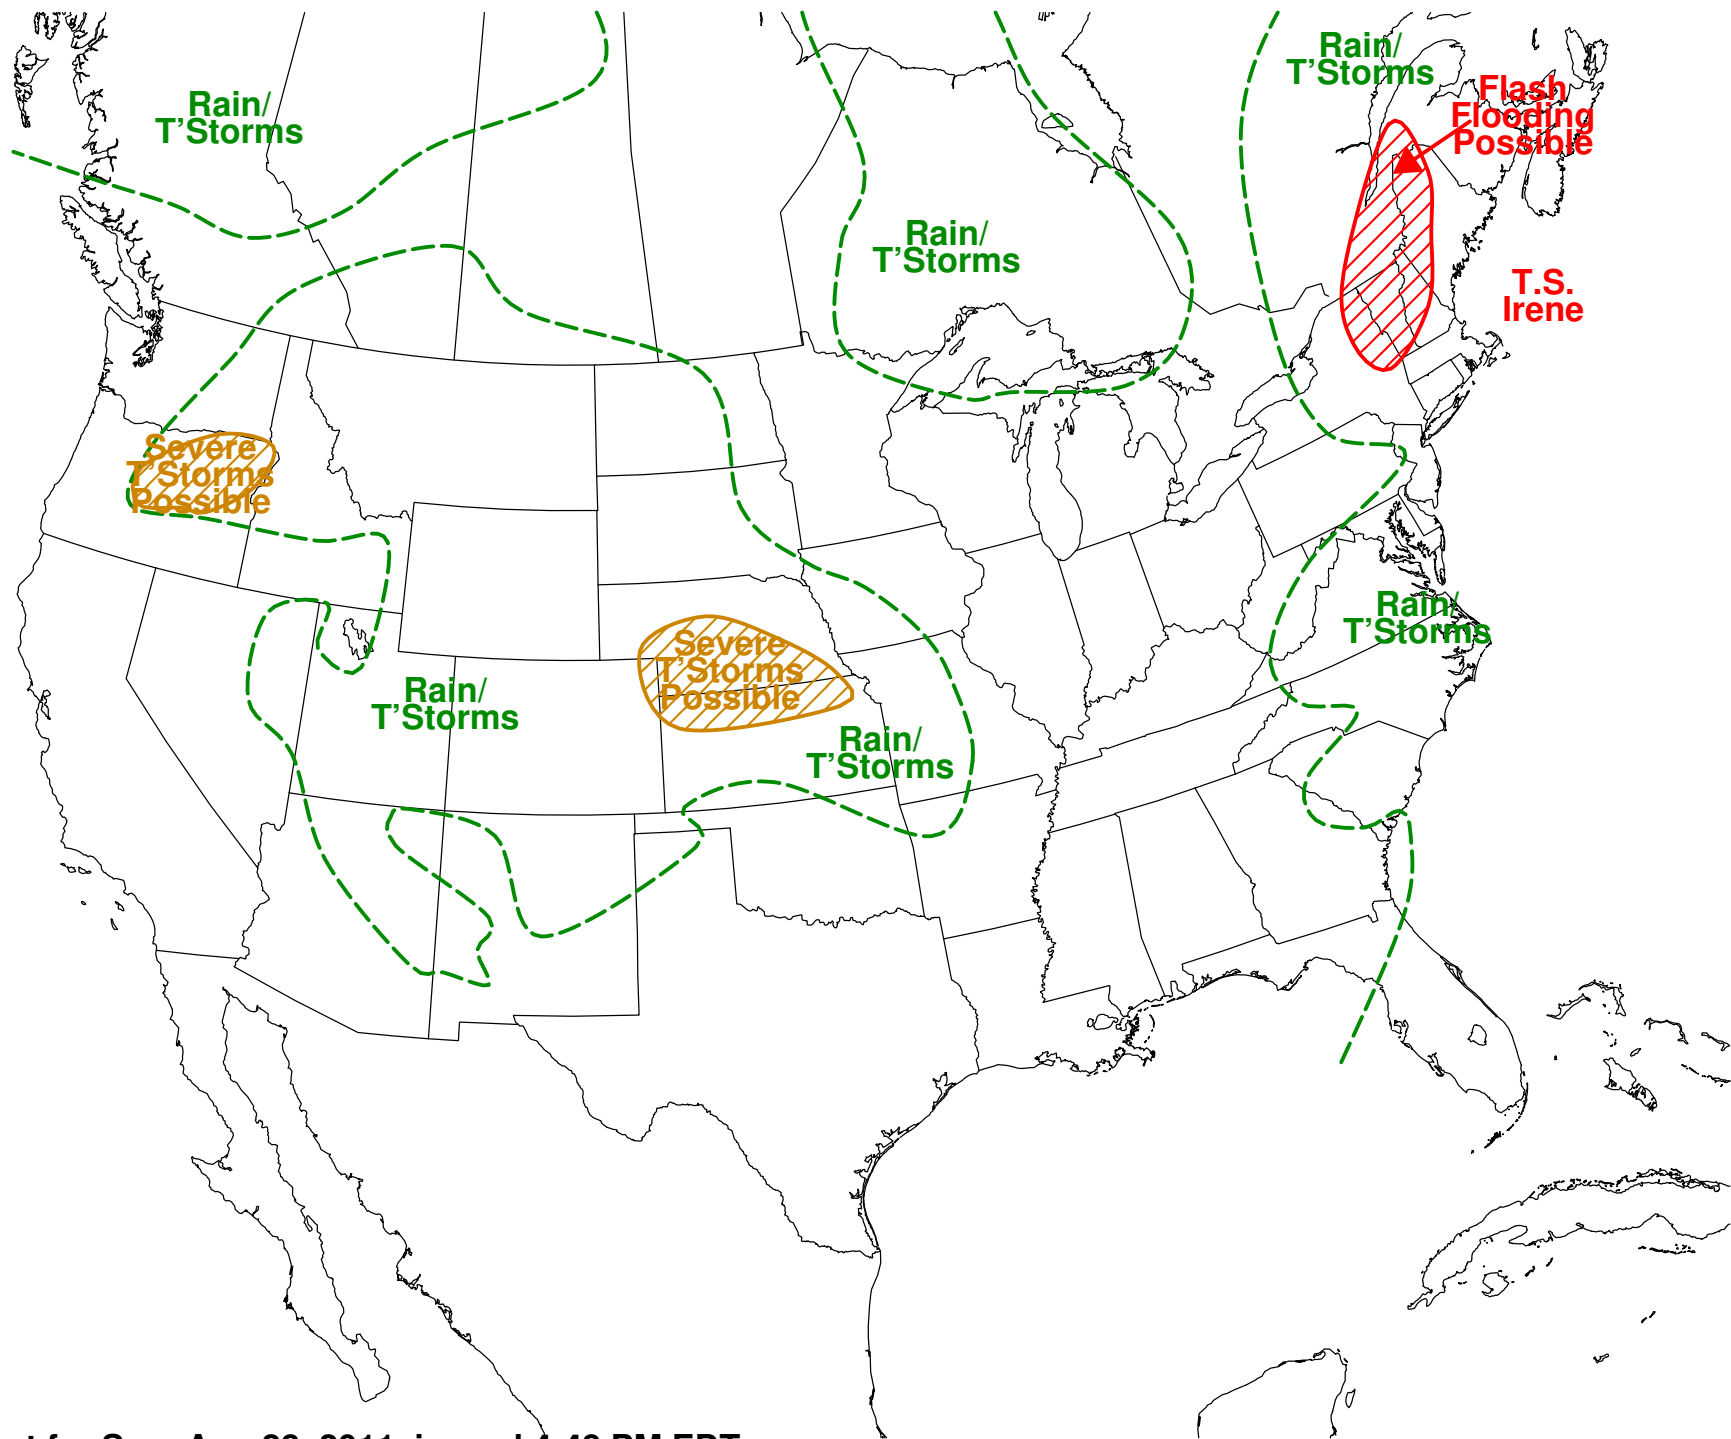 Rain/
T'Storms
Rain/
T'Storms
Flash
Flooding
Possible
Rain/
T'Storms
T.S.
Irene
Severe
T'Storms
Possible
Rain/
T'Storms
Severe
T'Storms
Possible
Rain/
T'Storms
Rain/
T'Storms